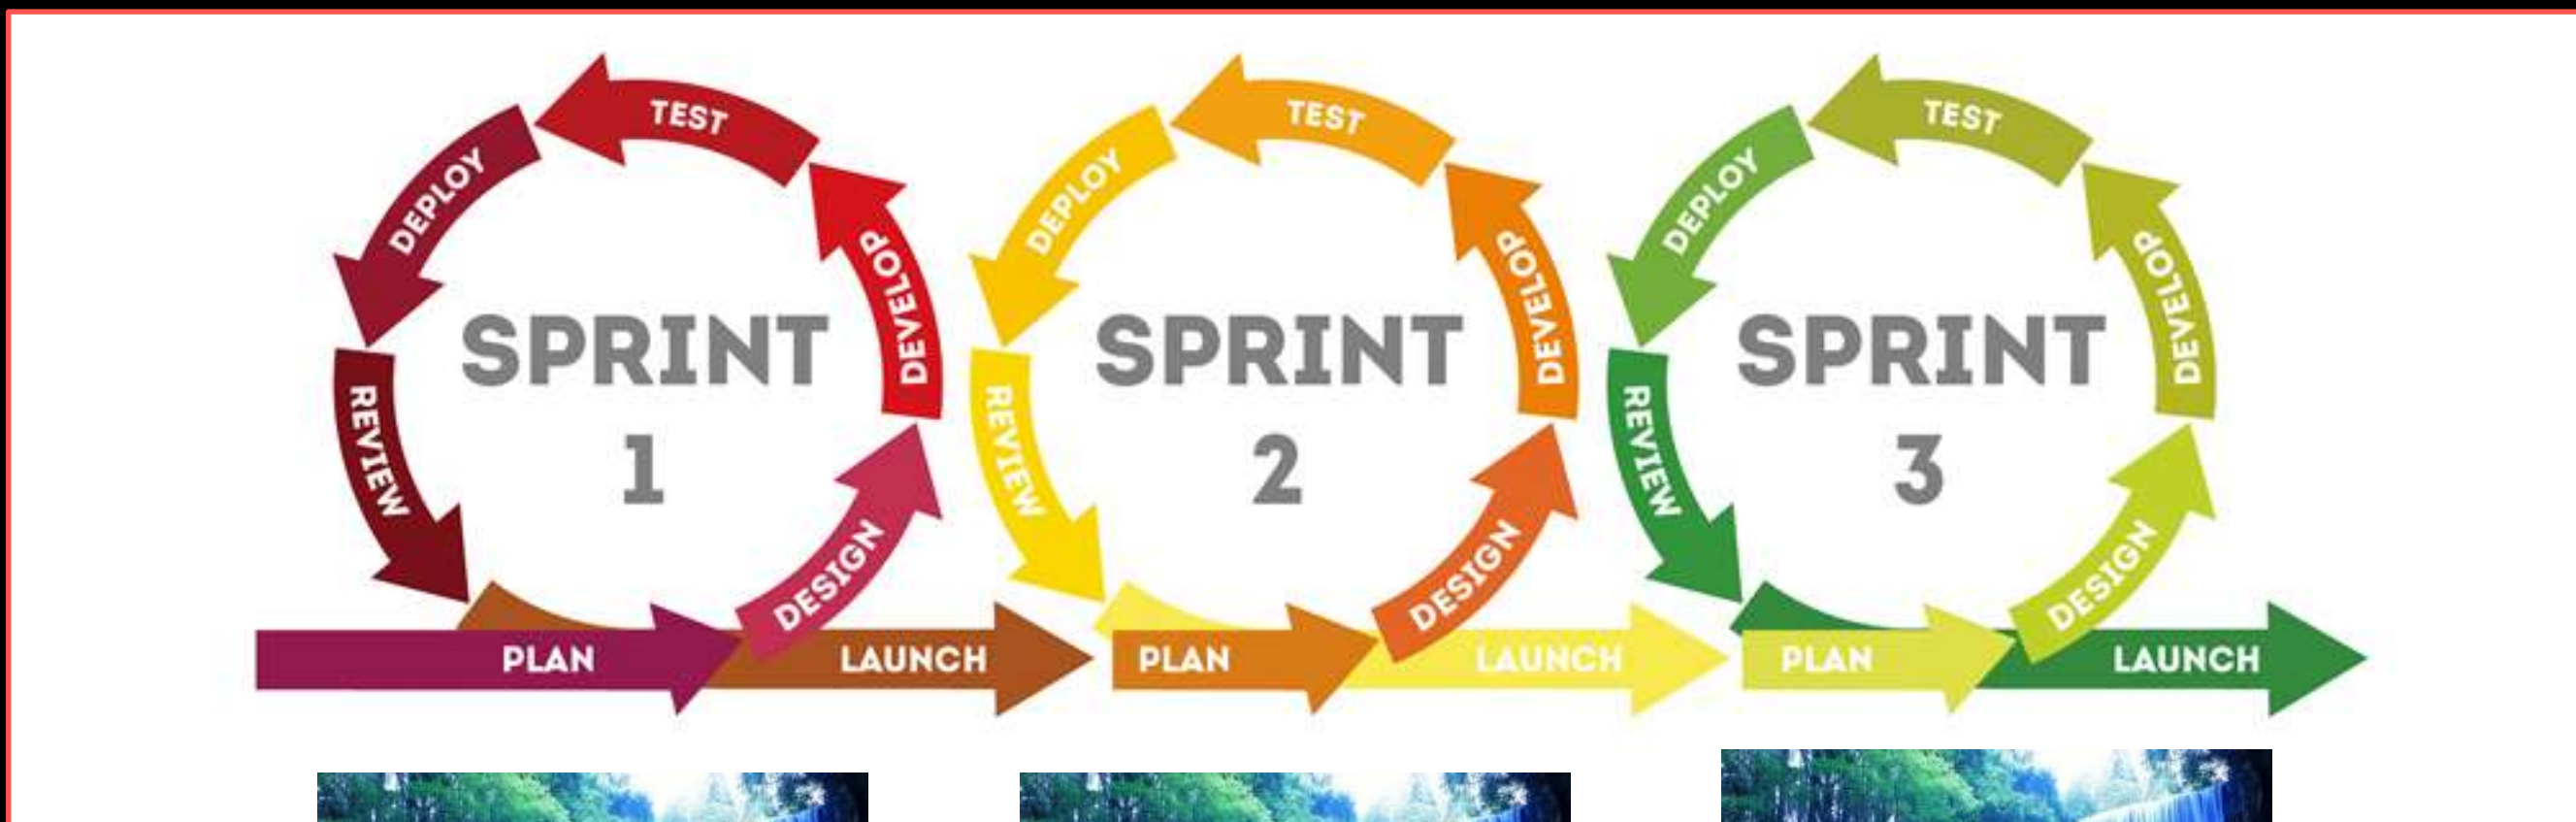 TEST
DEPLOY
DEVELOP
SPRINT
1
REVIEW
DESIGN
PLAN
LAUNCH
TEST
DEPLOY
DEVELOP
SPRINT
2
REVIEW
DESIGN
PLAN
LAUNCH
TEST
DEPLOY
DEVELOP
SPRINT
3
REVIEW
DESIGN
PLAN
LAUNCH